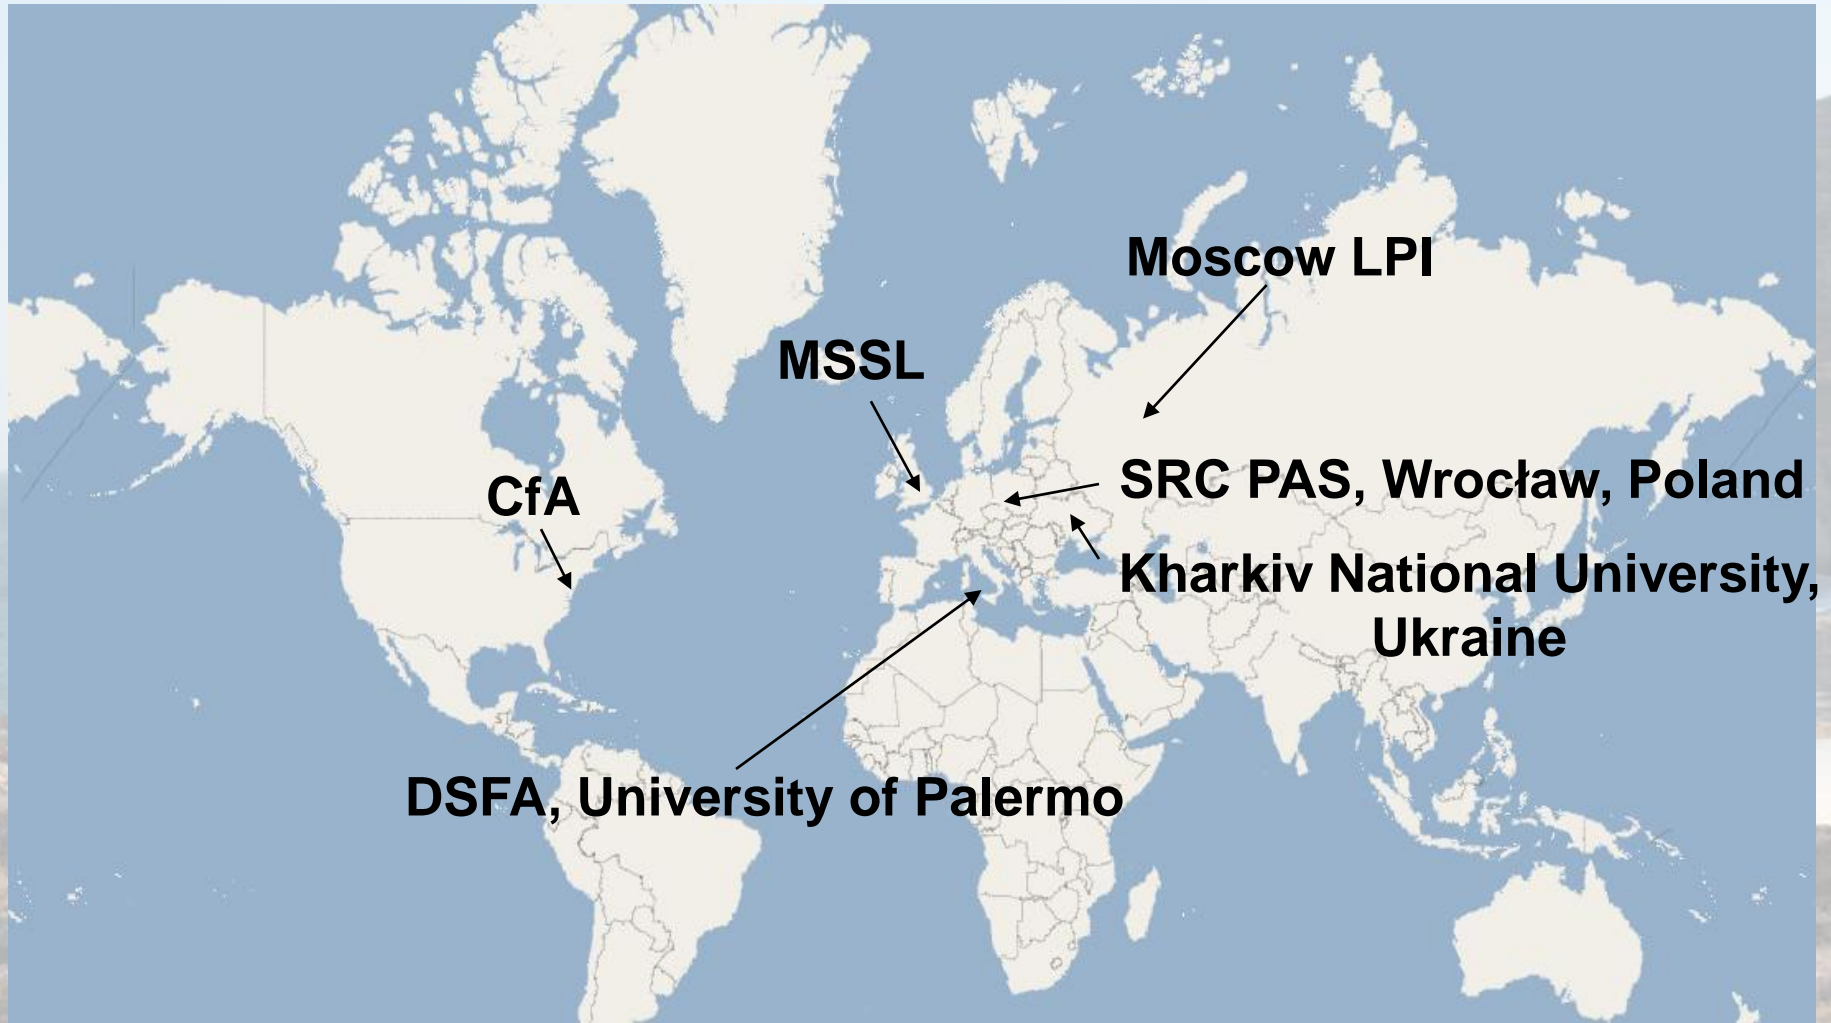 Moscow LPI
MSSL
SRC PAS, Wrocław, Poland
CfA
Kharkiv National University,
Ukraine
DSFA, University of Palermo